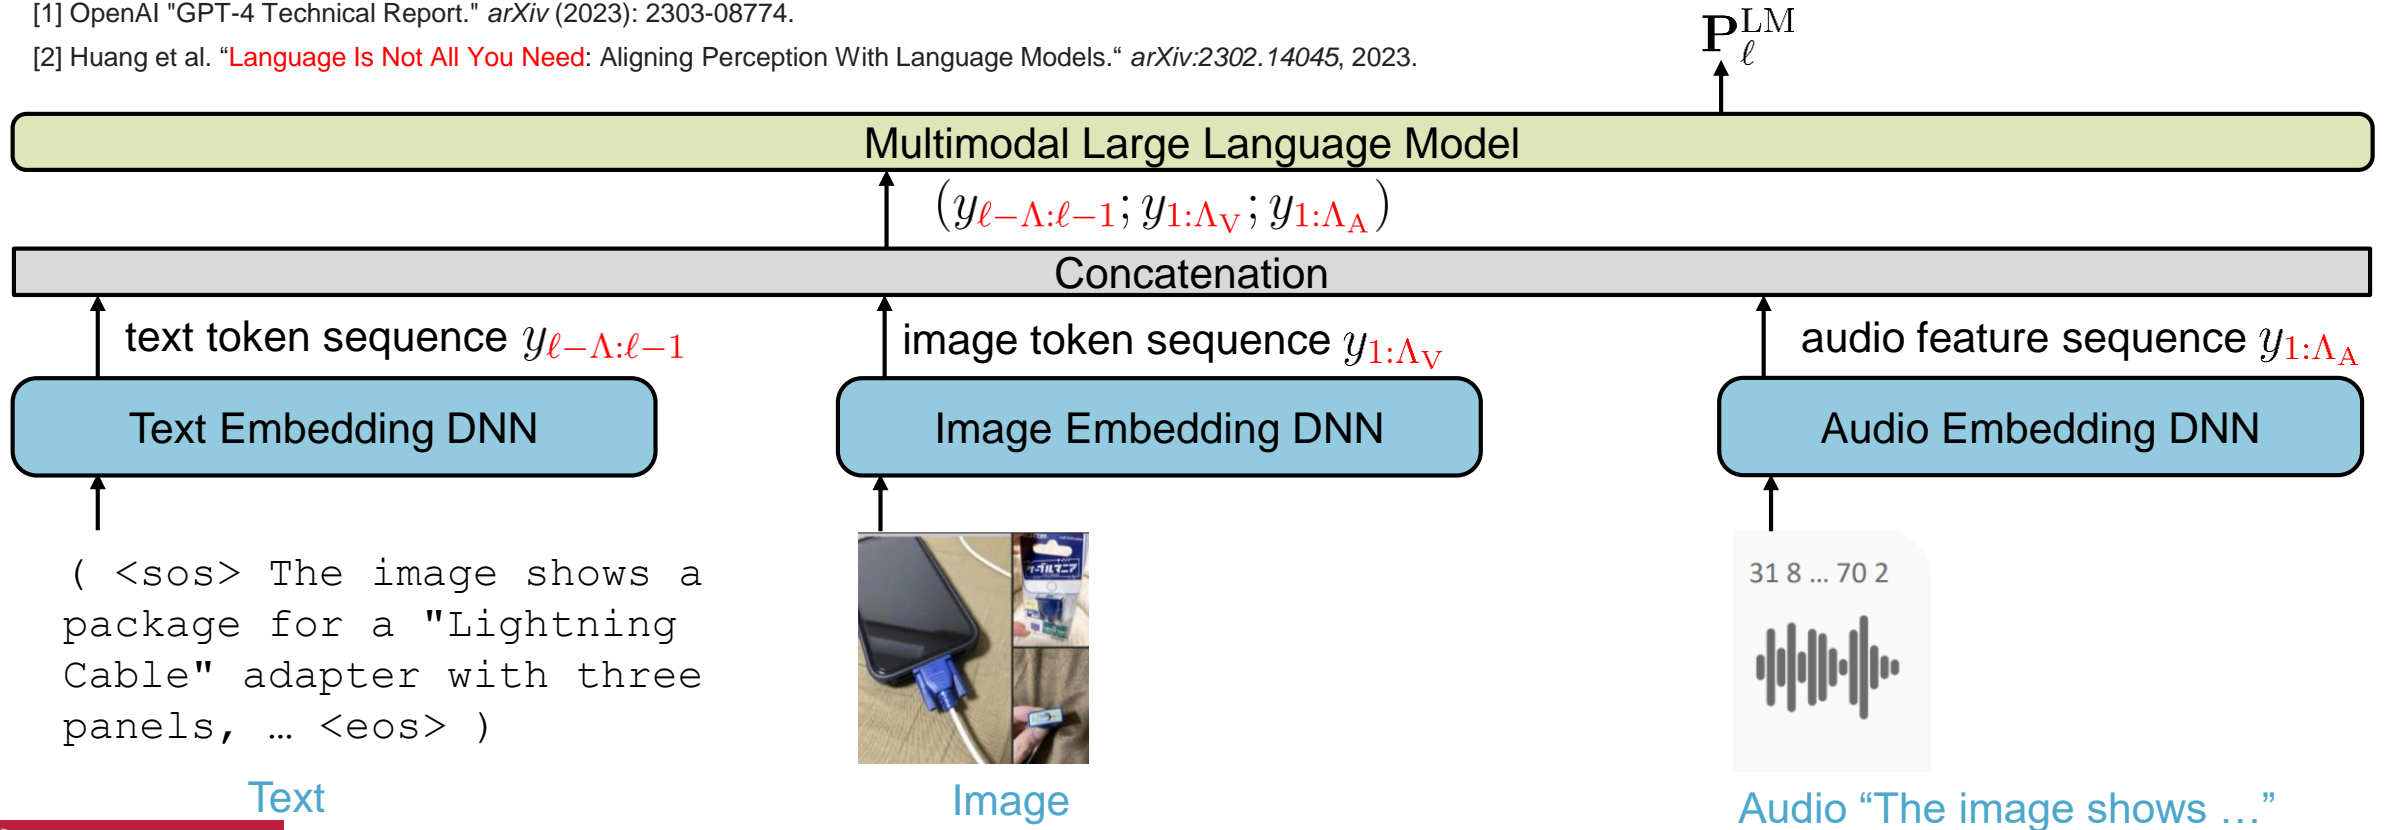 [1] OpenAI "GPT-4 Technical Report." arXiv (2023): 2303-08774.
[2] Huang et al. “Language Is Not All You Need: Aligning Perception With Language Models.“ arXiv:2302.14045, 2023.
P_ℓ^LM
Multimodal Large Language Model
(y_{ℓ−Λ:ℓ−1}; y_{1:Λ_V}; y_{1:Λ_A})
Concatenation
text token sequence y_{ℓ−Λ:ℓ−1}
image token sequence y_{1:Λ_V}
audio feature sequence y_{1:Λ_A}
Text Embedding DNN
Image Embedding DNN
Audio Embedding DNN
( <sos> The image shows a
package for a "Lightning
Cable" adapter with three
panels, … <eos> )
31 8 ... 70 2
Text
Image
Audio “The image shows …”